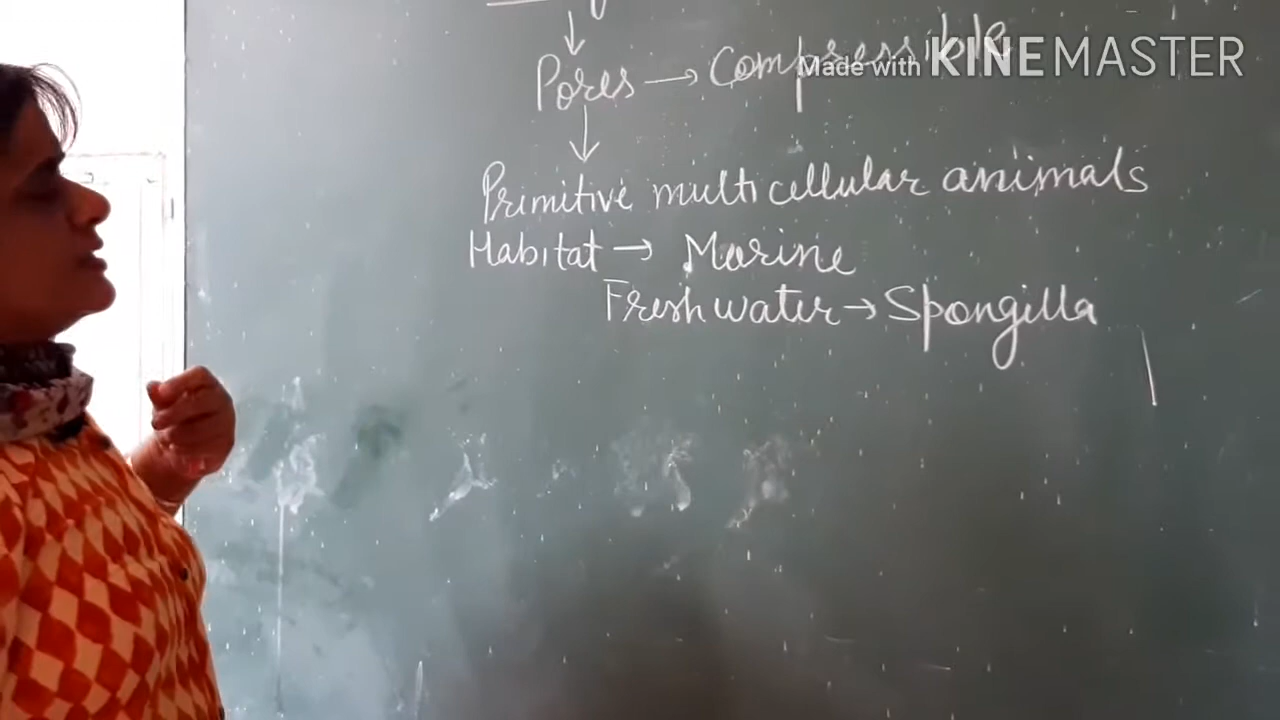 Pores → Compressible
Made with KINEMASTER
Primitive multicellular animals
Habitat → Marine
Freshwater → Spongilla